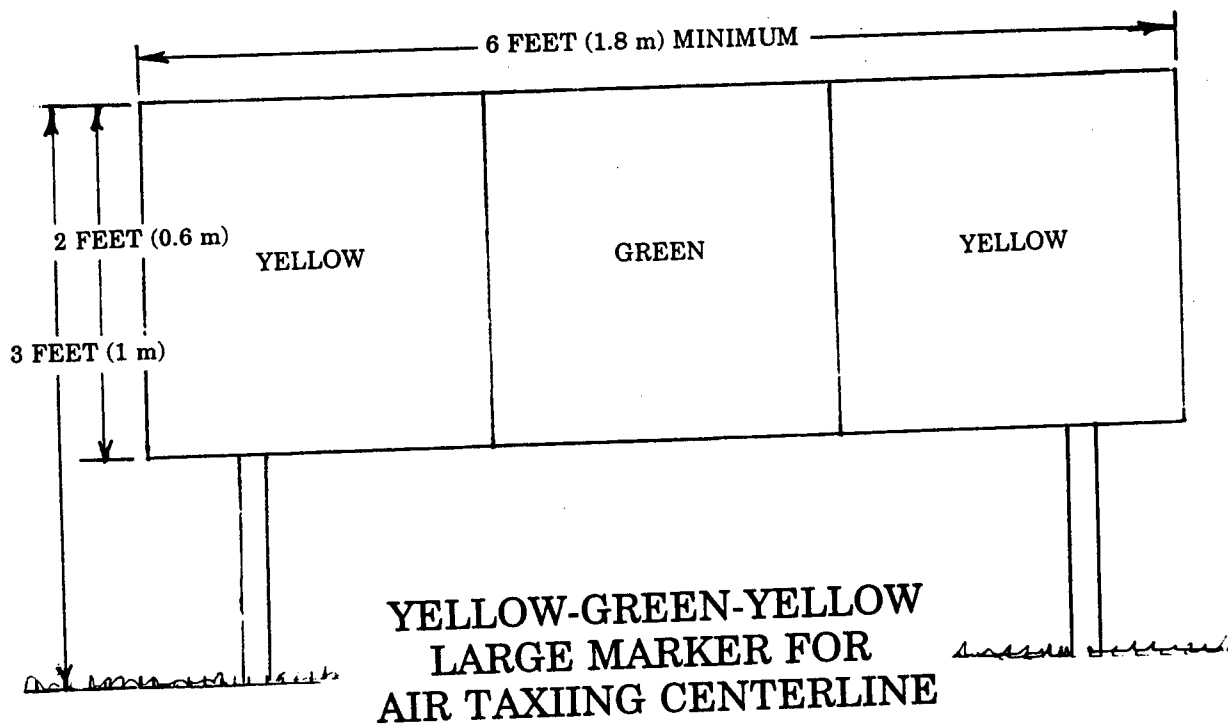 6 FEET (1.8 m) MINIMUM
2 FEET (0.6 m)
YELLOW
GREEN
YELLOW
3 FEET (1 m)
YELLOW-GREEN-YELLOW
LARGE MARKER FOR
AIR TAXIING CENTERLINE